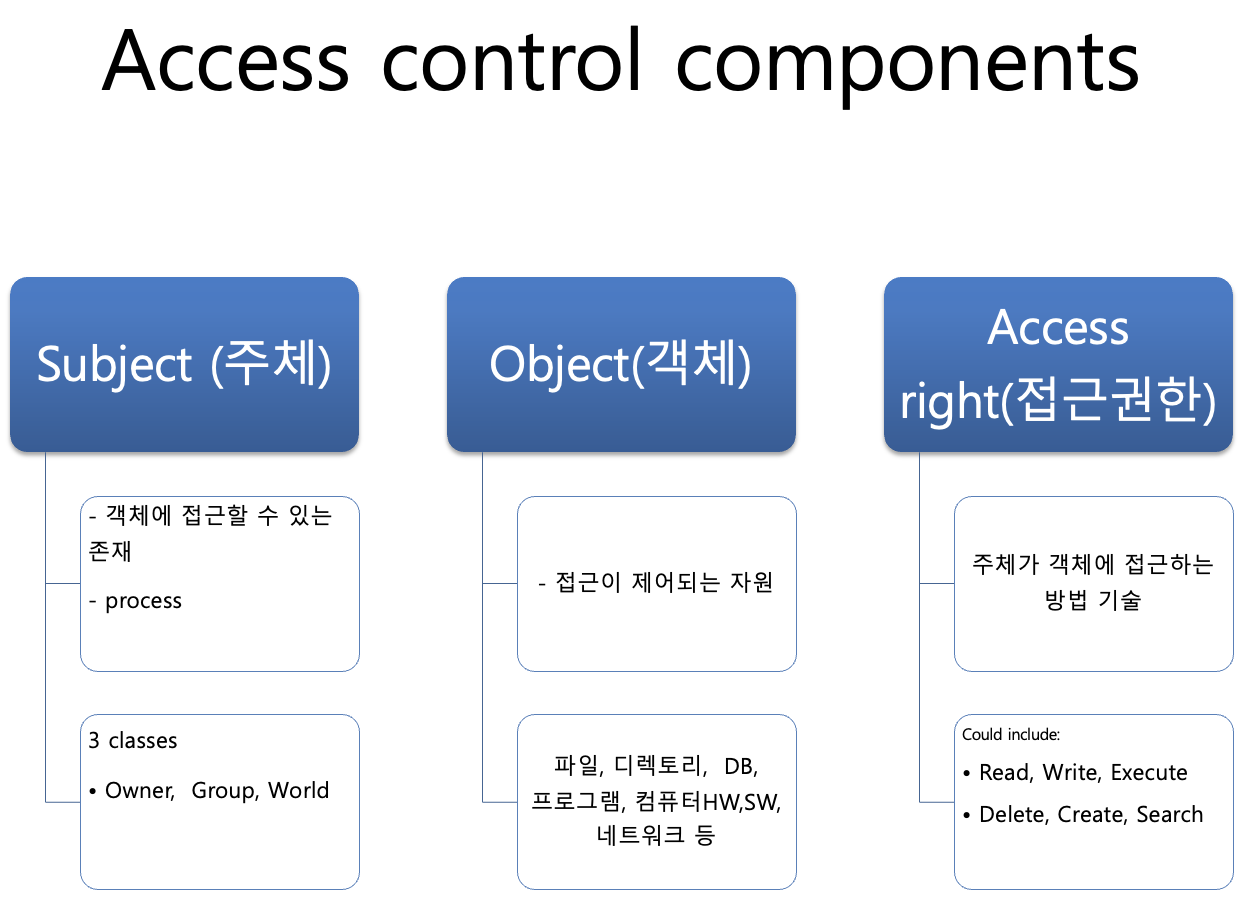 Access control components
Subject (주체)
- 객체에 접근할 수 있는
존재
- process
3 classes
• Owner,  Group, World
Object(객체)
- 접근이 제어되는 자원
파일, 디렉토리,  DB,
프로그램, 컴퓨터HW,SW,
네트워크 등
Access
right(접근권한)
주체가 객체에 접근하는
방법 기술
Could include:
• Read, Write, Execute
• Delete, Create, Search